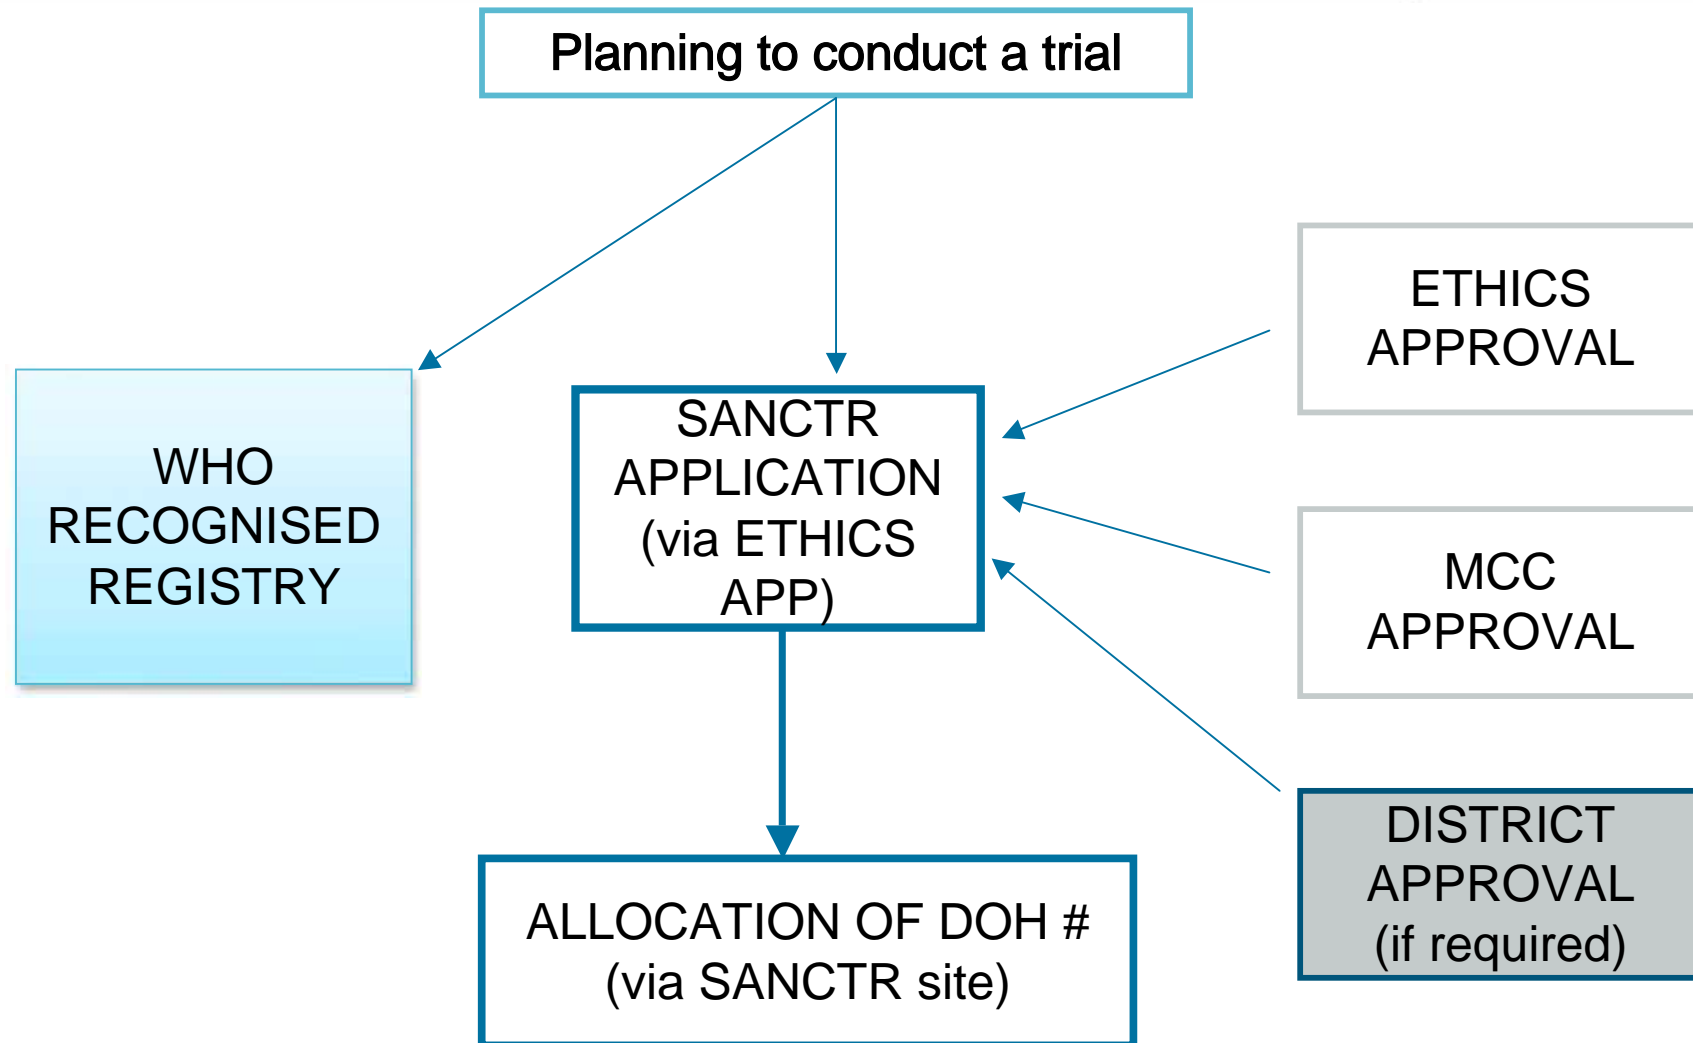 Planning to conduct a trial
WHO
RECOGNISED
REGISTRY
SANCTR
APPLICATION
(via ETHICS
APP)
ETHICS
APPROVAL
MCC
APPROVAL
DISTRICT
APPROVAL
(if required)
ALLOCATION OF DOH #
(via SANCTR site)